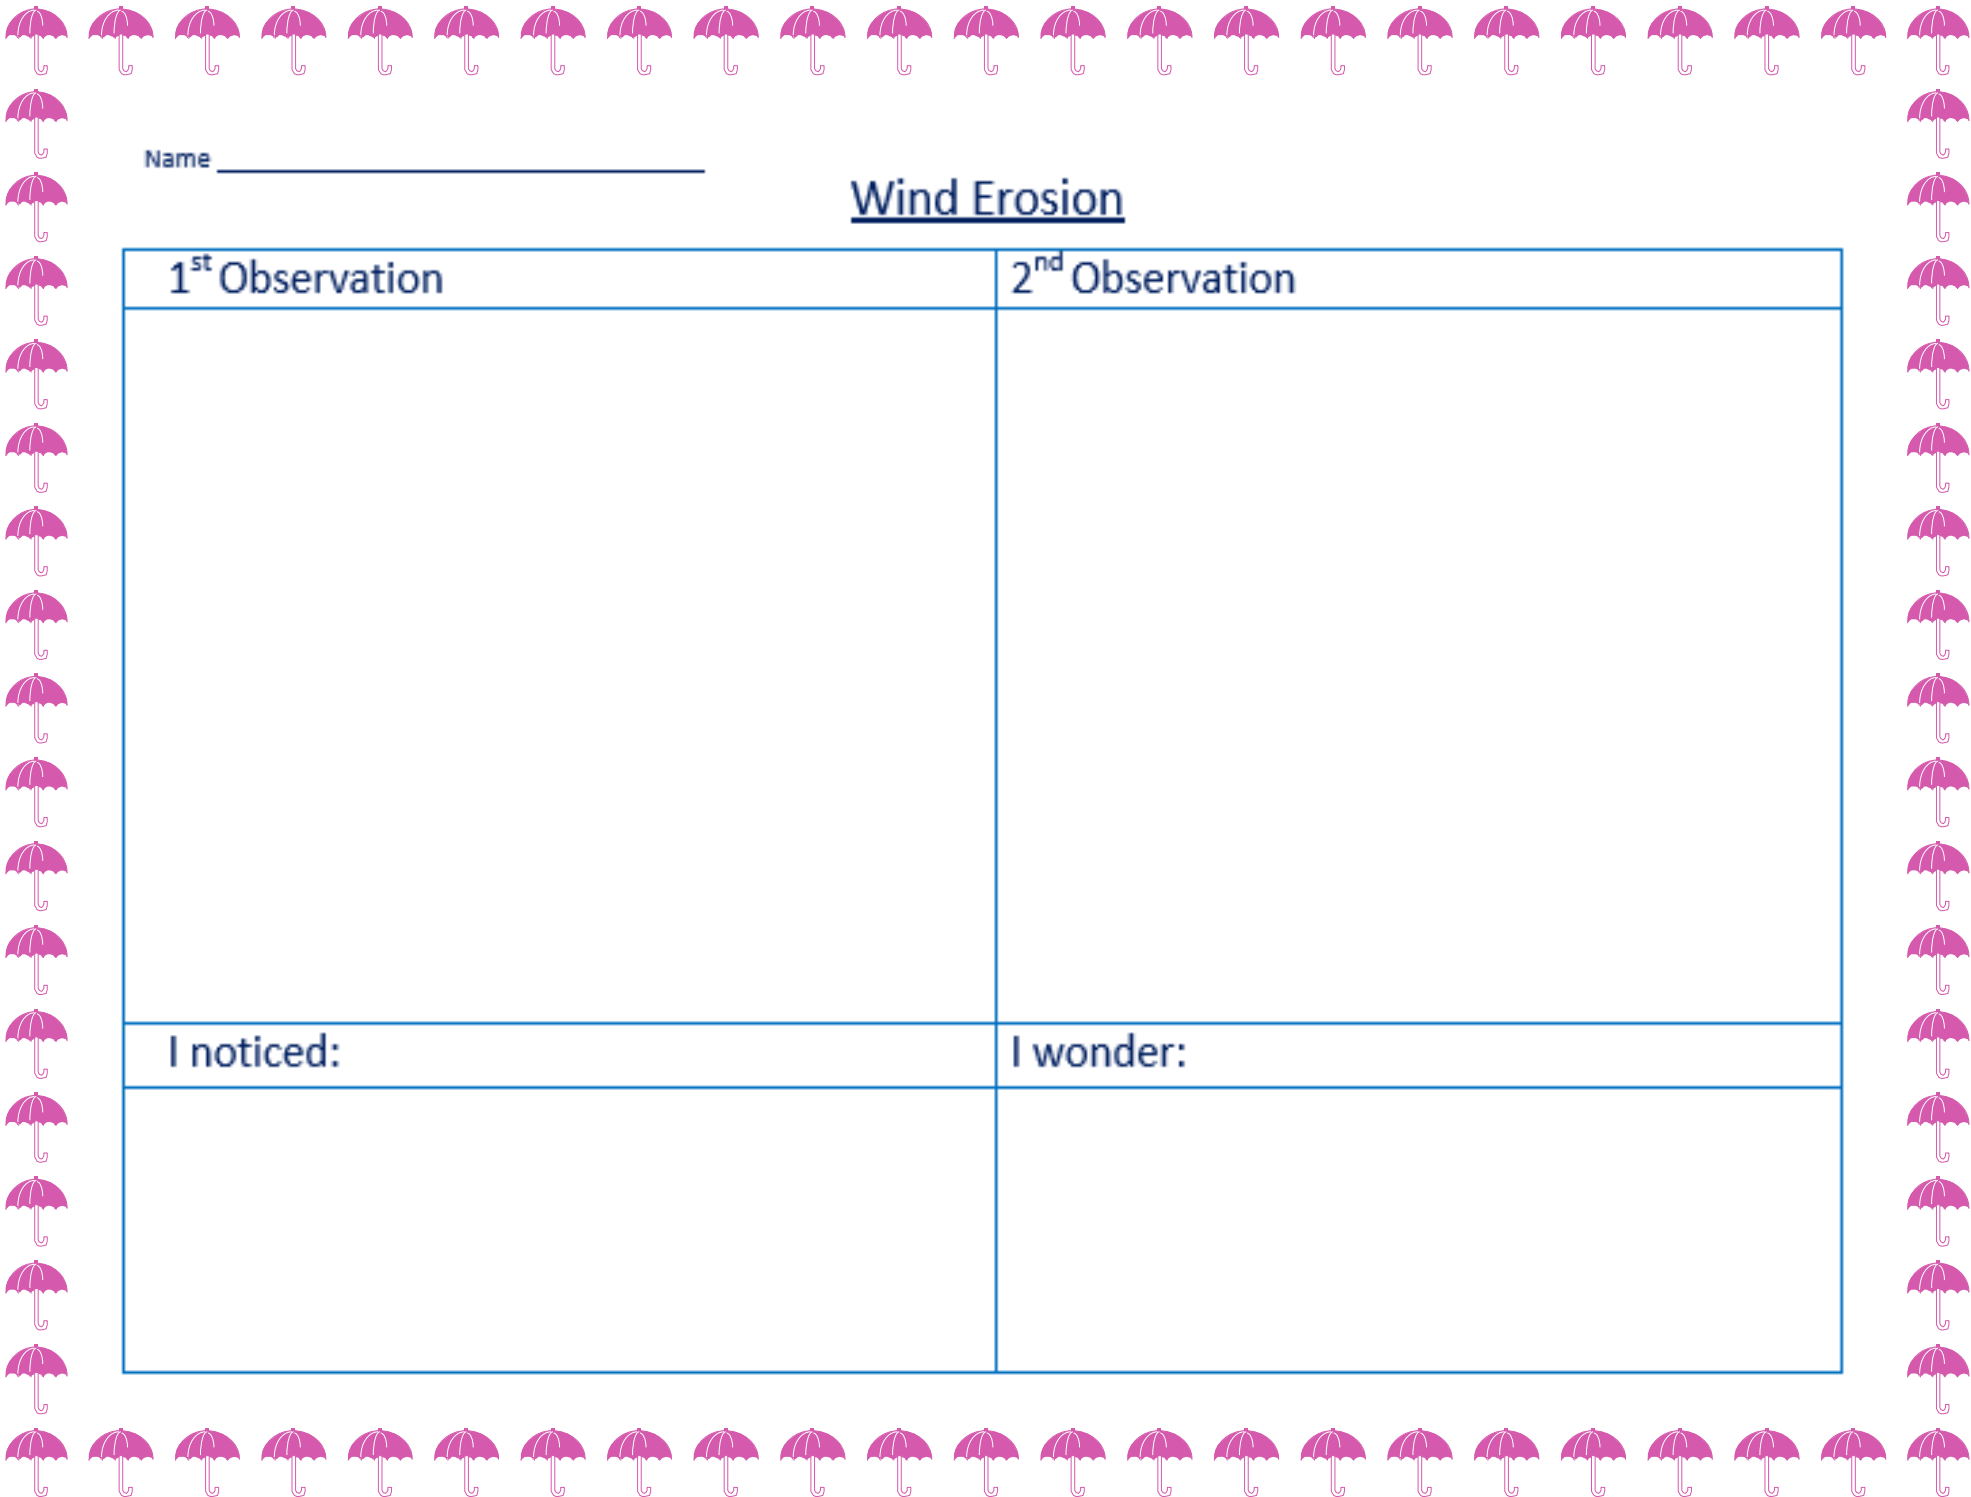 Name
Wind Erosion
1st Observation
2nd Observation
I noticed:
I wonder: